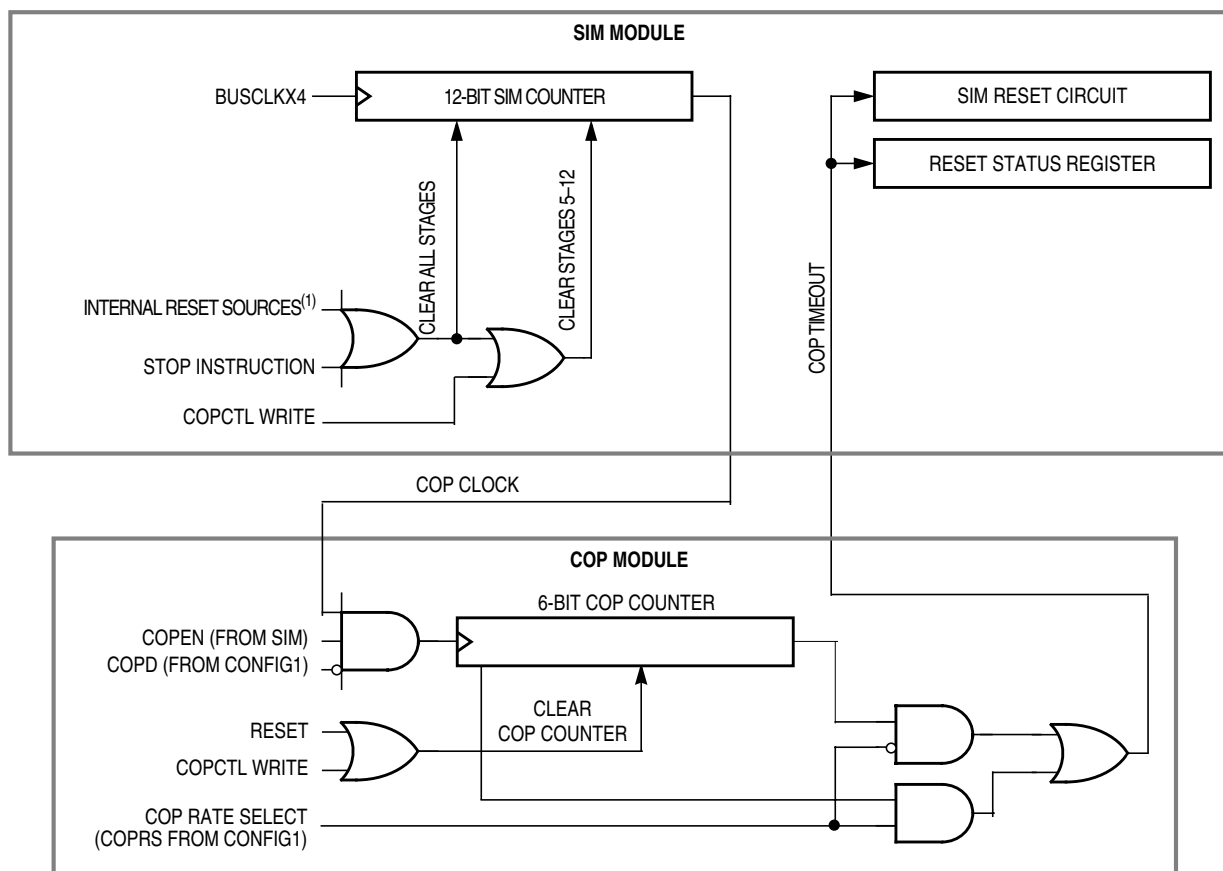 SIM MODULE
BUSCLKX4
12-BIT SIM COUNTER
SIM RESET CIRCUIT
RESET STATUS REGISTER
CLEAR ALL STAGES
CLEAR STAGES 5–12
COP TIMEOUT
INTERNAL RESET SOURCES(1)
STOP INSTRUCTION
COPCTL WRITE
COP CLOCK
COP MODULE
6-BIT COP COUNTER
COPEN (FROM SIM)
COPD (FROM CONFIG1)
CLEAR
COP COUNTER
RESET
COPCTL WRITE
COP RATE SELECT
(COPRS FROM CONFIG1)